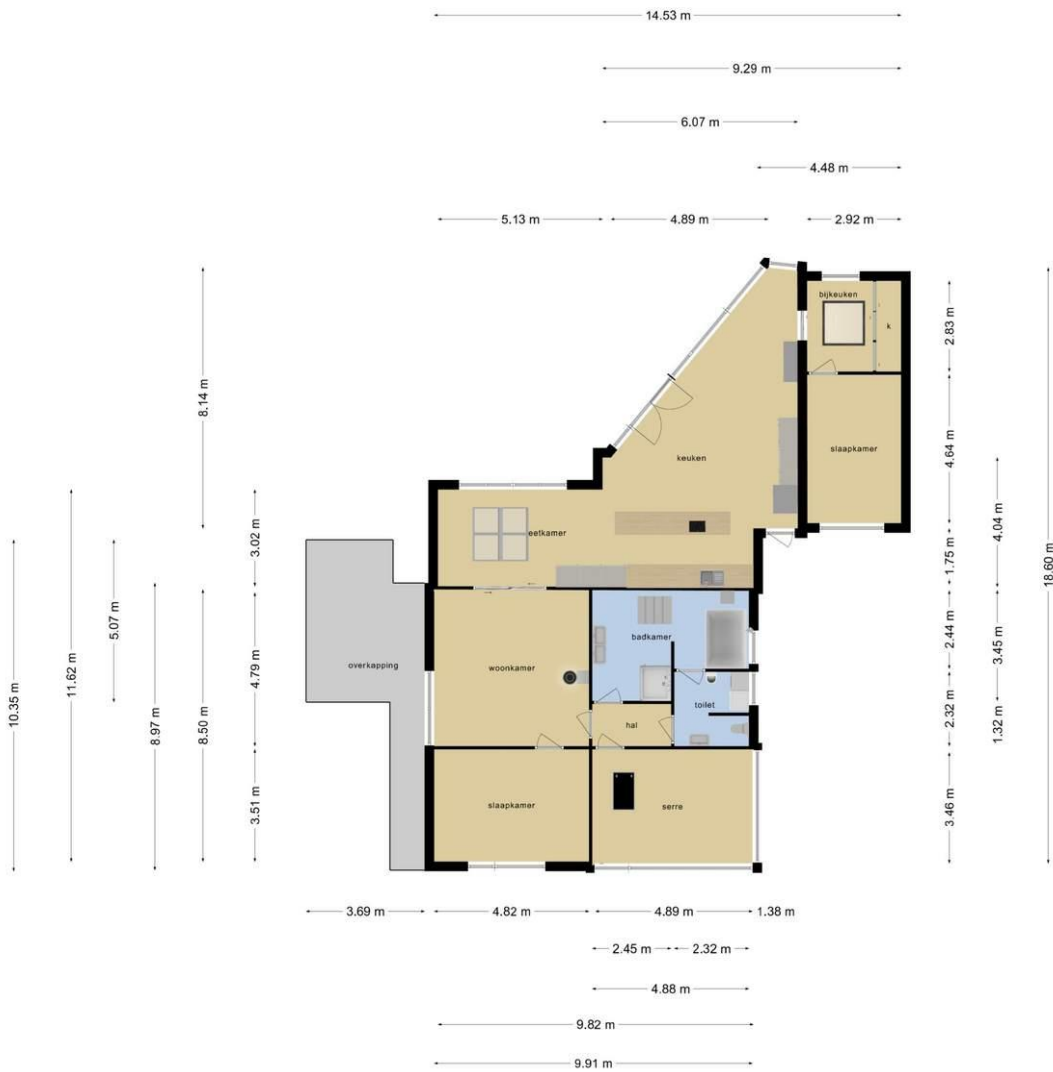 14.53 m
9.29 m
6.07 m
4.48 m
5.13 m
4.89 m
2.92 m
10.35 m
11.62 m
5.07 m
8.97 m
8.14 m
8.50 m
3.02 m
4.79 m
3.51 m
bijkeuken
k
keuken
slaapkamer
eetkamer
overkapping
woonkamer
badkamer
toilet
hal
slaapkamer
serre
2.83 m
4.64 m
1.75 m
2.44 m
2.32 m
3.46 m
4.04 m
3.45 m
1.32 m
18.60 m
3.69 m
4.82 m
4.89 m
1.38 m
2.45 m
2.32 m
4.88 m
9.82 m
9.91 m